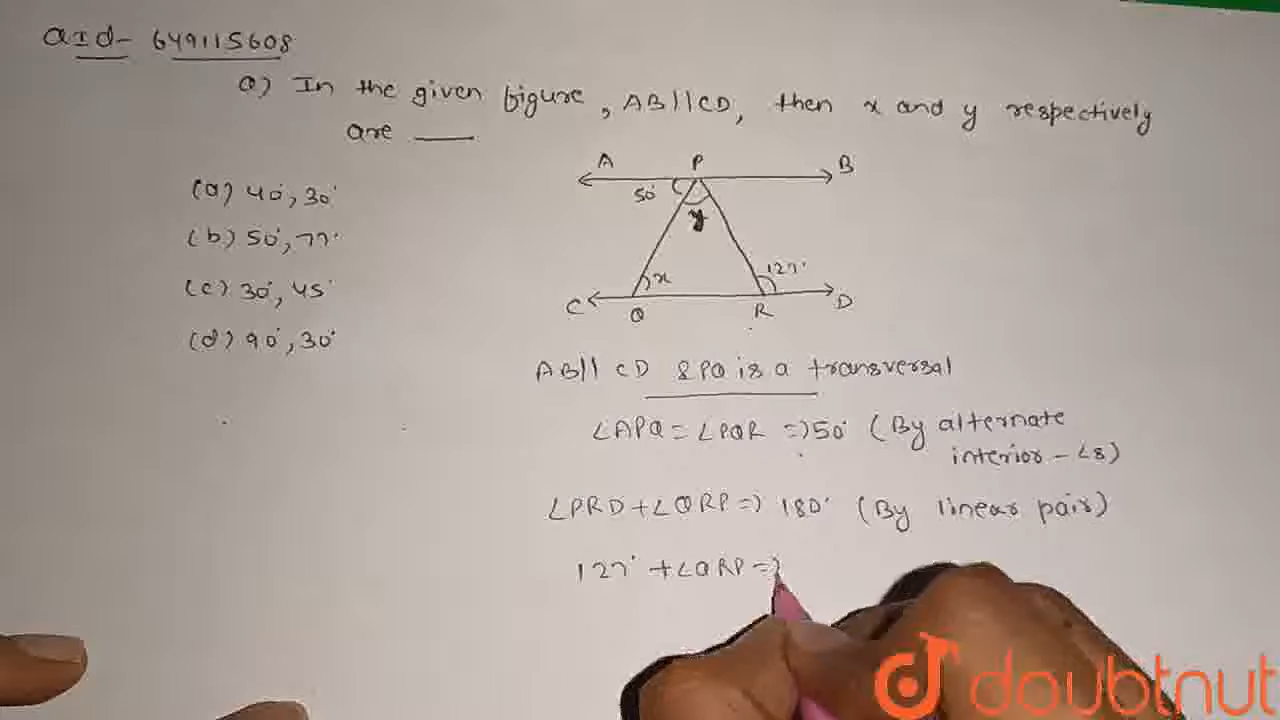 QId- 649115608
Q) In the given figure, AB||CD, then x and y respectively
are ___
(a) 40°, 30°
(b) 50°, 77°
(c) 30°, 45°
(d) 90°, 30°
A P B
50°
y
x 127°
C Q R D
AB|| CD & PQ is a transversal
∠APQ = ∠PQR => 50° (By alternate
interior - ∠s)
∠PRD + ∠QRP => 180° (By linear pair)
127° + ∠QRP =>
doubtnut